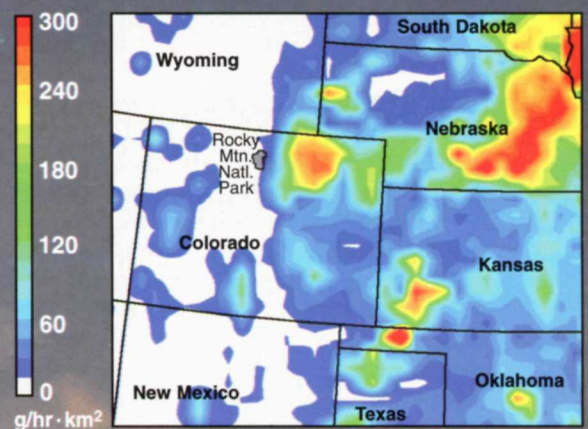 300
240
180
120
60
0
g/hr·km²
South Dakota
Wyoming
Nebraska
Rocky
Mtn.
Natl.
Park
Colorado
Kansas
New Mexico
Oklahoma
Texas